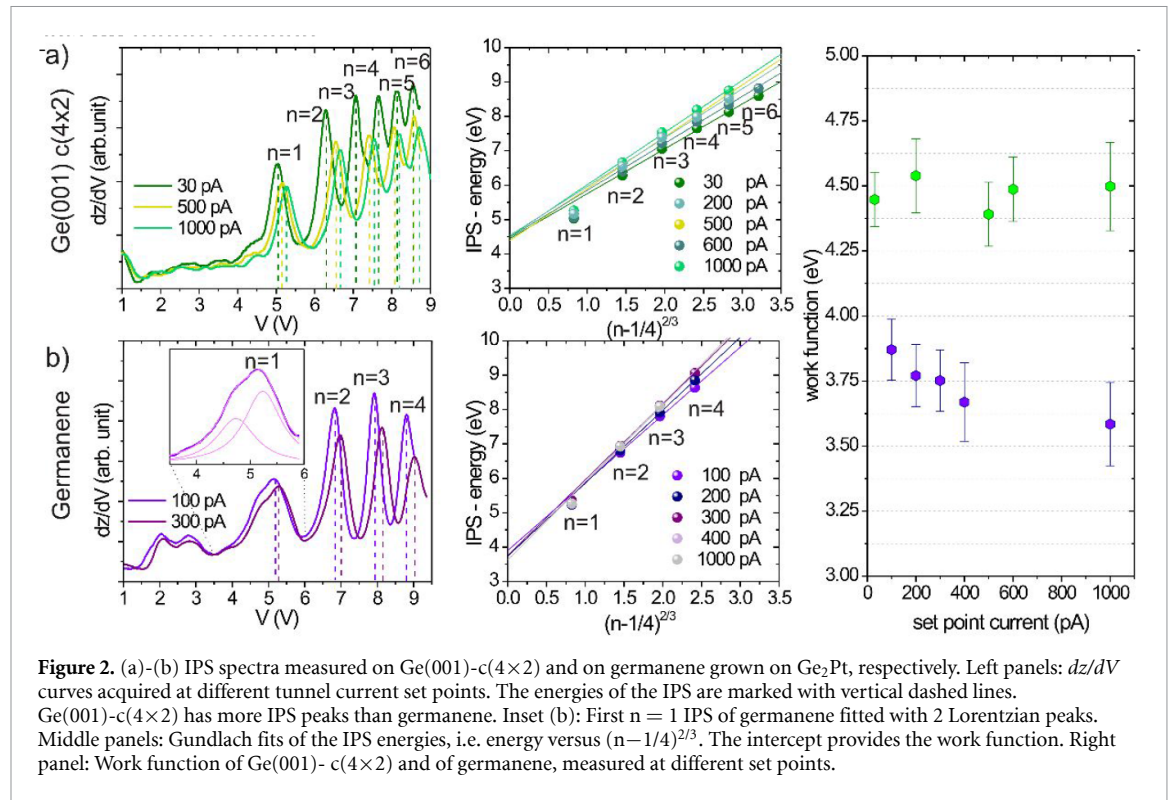 a)
Ge(001) c(4x2)
dz/dV (arb.unit)
n=1
n=2
n=3
n=4
n=5
n=6
30 pA
500 pA
1000 pA
1 2 3 4 5 6 7 8 9
V (V)
IPS - energy (eV)
10
9
8
7
6
5
4
3
n=1
n=2
n=3
n=4
n=5
n=6
30 pA
200 pA
500 pA
600 pA
1000 pA
0.0 0.5 1.0 1.5 2.0 2.5 3.0 3.5
(n-1/4)^2/3
b)
Germanene
dz/dV (arb. unit)
n=1
4 5 6
n=2
n=3
n=4
100 pA
300 pA
1 2 3 4 5 6 7 8 9
V (V)
IPS - energy (eV)
10
9
8
7
6
5
4
3
n=1
n=2
n=3
n=4
100 pA
200 pA
300 pA
400 pA
1000 pA
0.0 0.5 1.0 1.5 2.0 2.5 3.0 3.5
(n-1/4)^2/3
work function (eV)
5.00
4.75
4.50
4.25
4.00
3.75
3.50
3.25
3.00
0 200 400 600 800 1000
set point current (pA)
Figure 2. (a)-(b) IPS spectra measured on Ge(001)-c(4×2) and on germanene grown on Ge₂Pt, respectively. Left panels: dz/dV
curves acquired at different tunnel current set points. The energies of the IPS are marked with vertical dashed lines.
Ge(001)-c(4×2) has more IPS peaks than germanene. Inset (b): First n = 1 IPS of germanene fitted with 2 Lorentzian peaks.
Middle panels: Gundlach fits of the IPS energies, i.e. energy versus (n−1/4)^2/3. The intercept provides the work function. Right
panel: Work function of Ge(001)- c(4×2) and of germanene, measured at different set points.